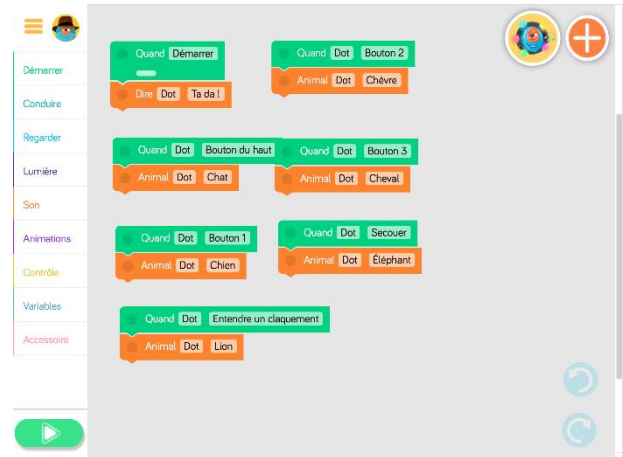 Démarrer
Conduire
Regarder
Lumière
Son
Animations
Contrôle
Variables
Accessoire
Quand Démarrer
Dire Dot Ta da !
Quand Dot Bouton 2
Animal Dot Chèvre
Quand Dot Bouton du haut
Animal Dot Chat
Quand Dot Bouton 3
Animal Dot Cheval
Quand Dot Bouton 1
Animal Dot Chien
Quand Dot Secouer
Animal Dot Éléphant
Quand Dot Entendre un claquement
Animal Dot Lion